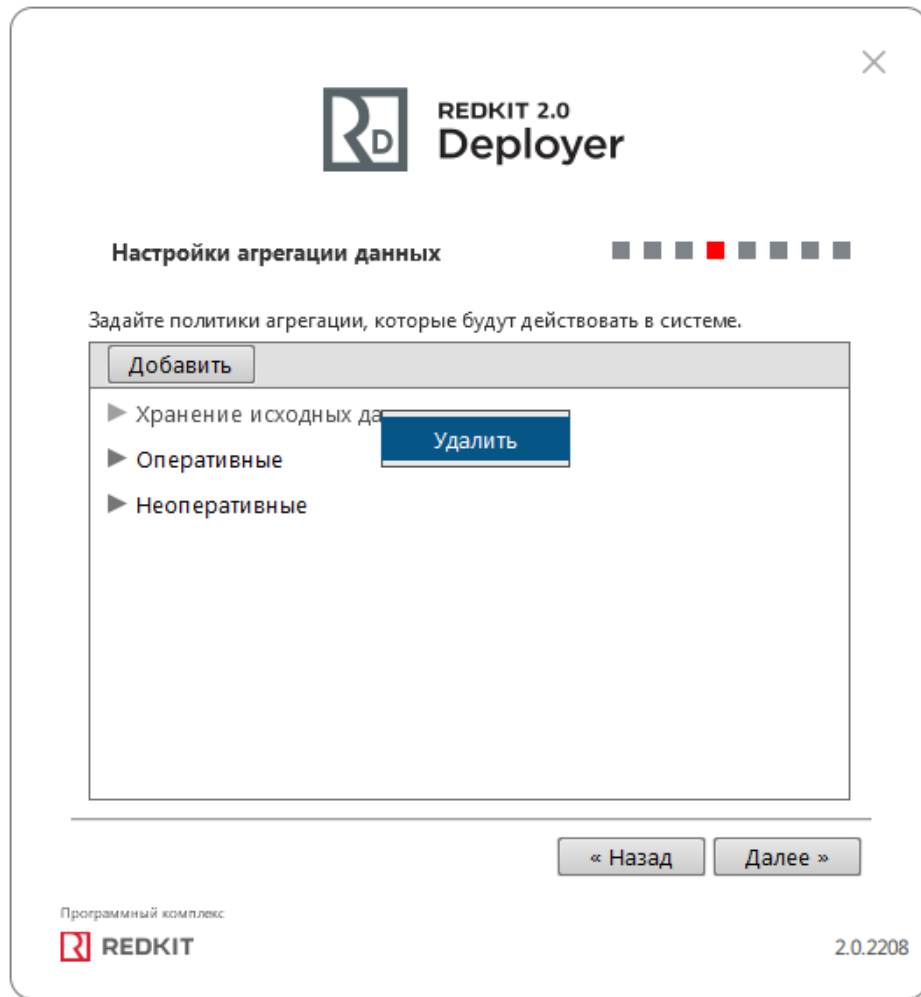 REDKIT 2.0
Deployer
Настройки агрегации данных
Задайте политики агрегации, которые будут действовать в системе.
Добавить
Хранение исходных
Удалить
Оперативные
Неоперативные
« Назад
Далее »
Программный комплекс
REDKIT
2.0.2208